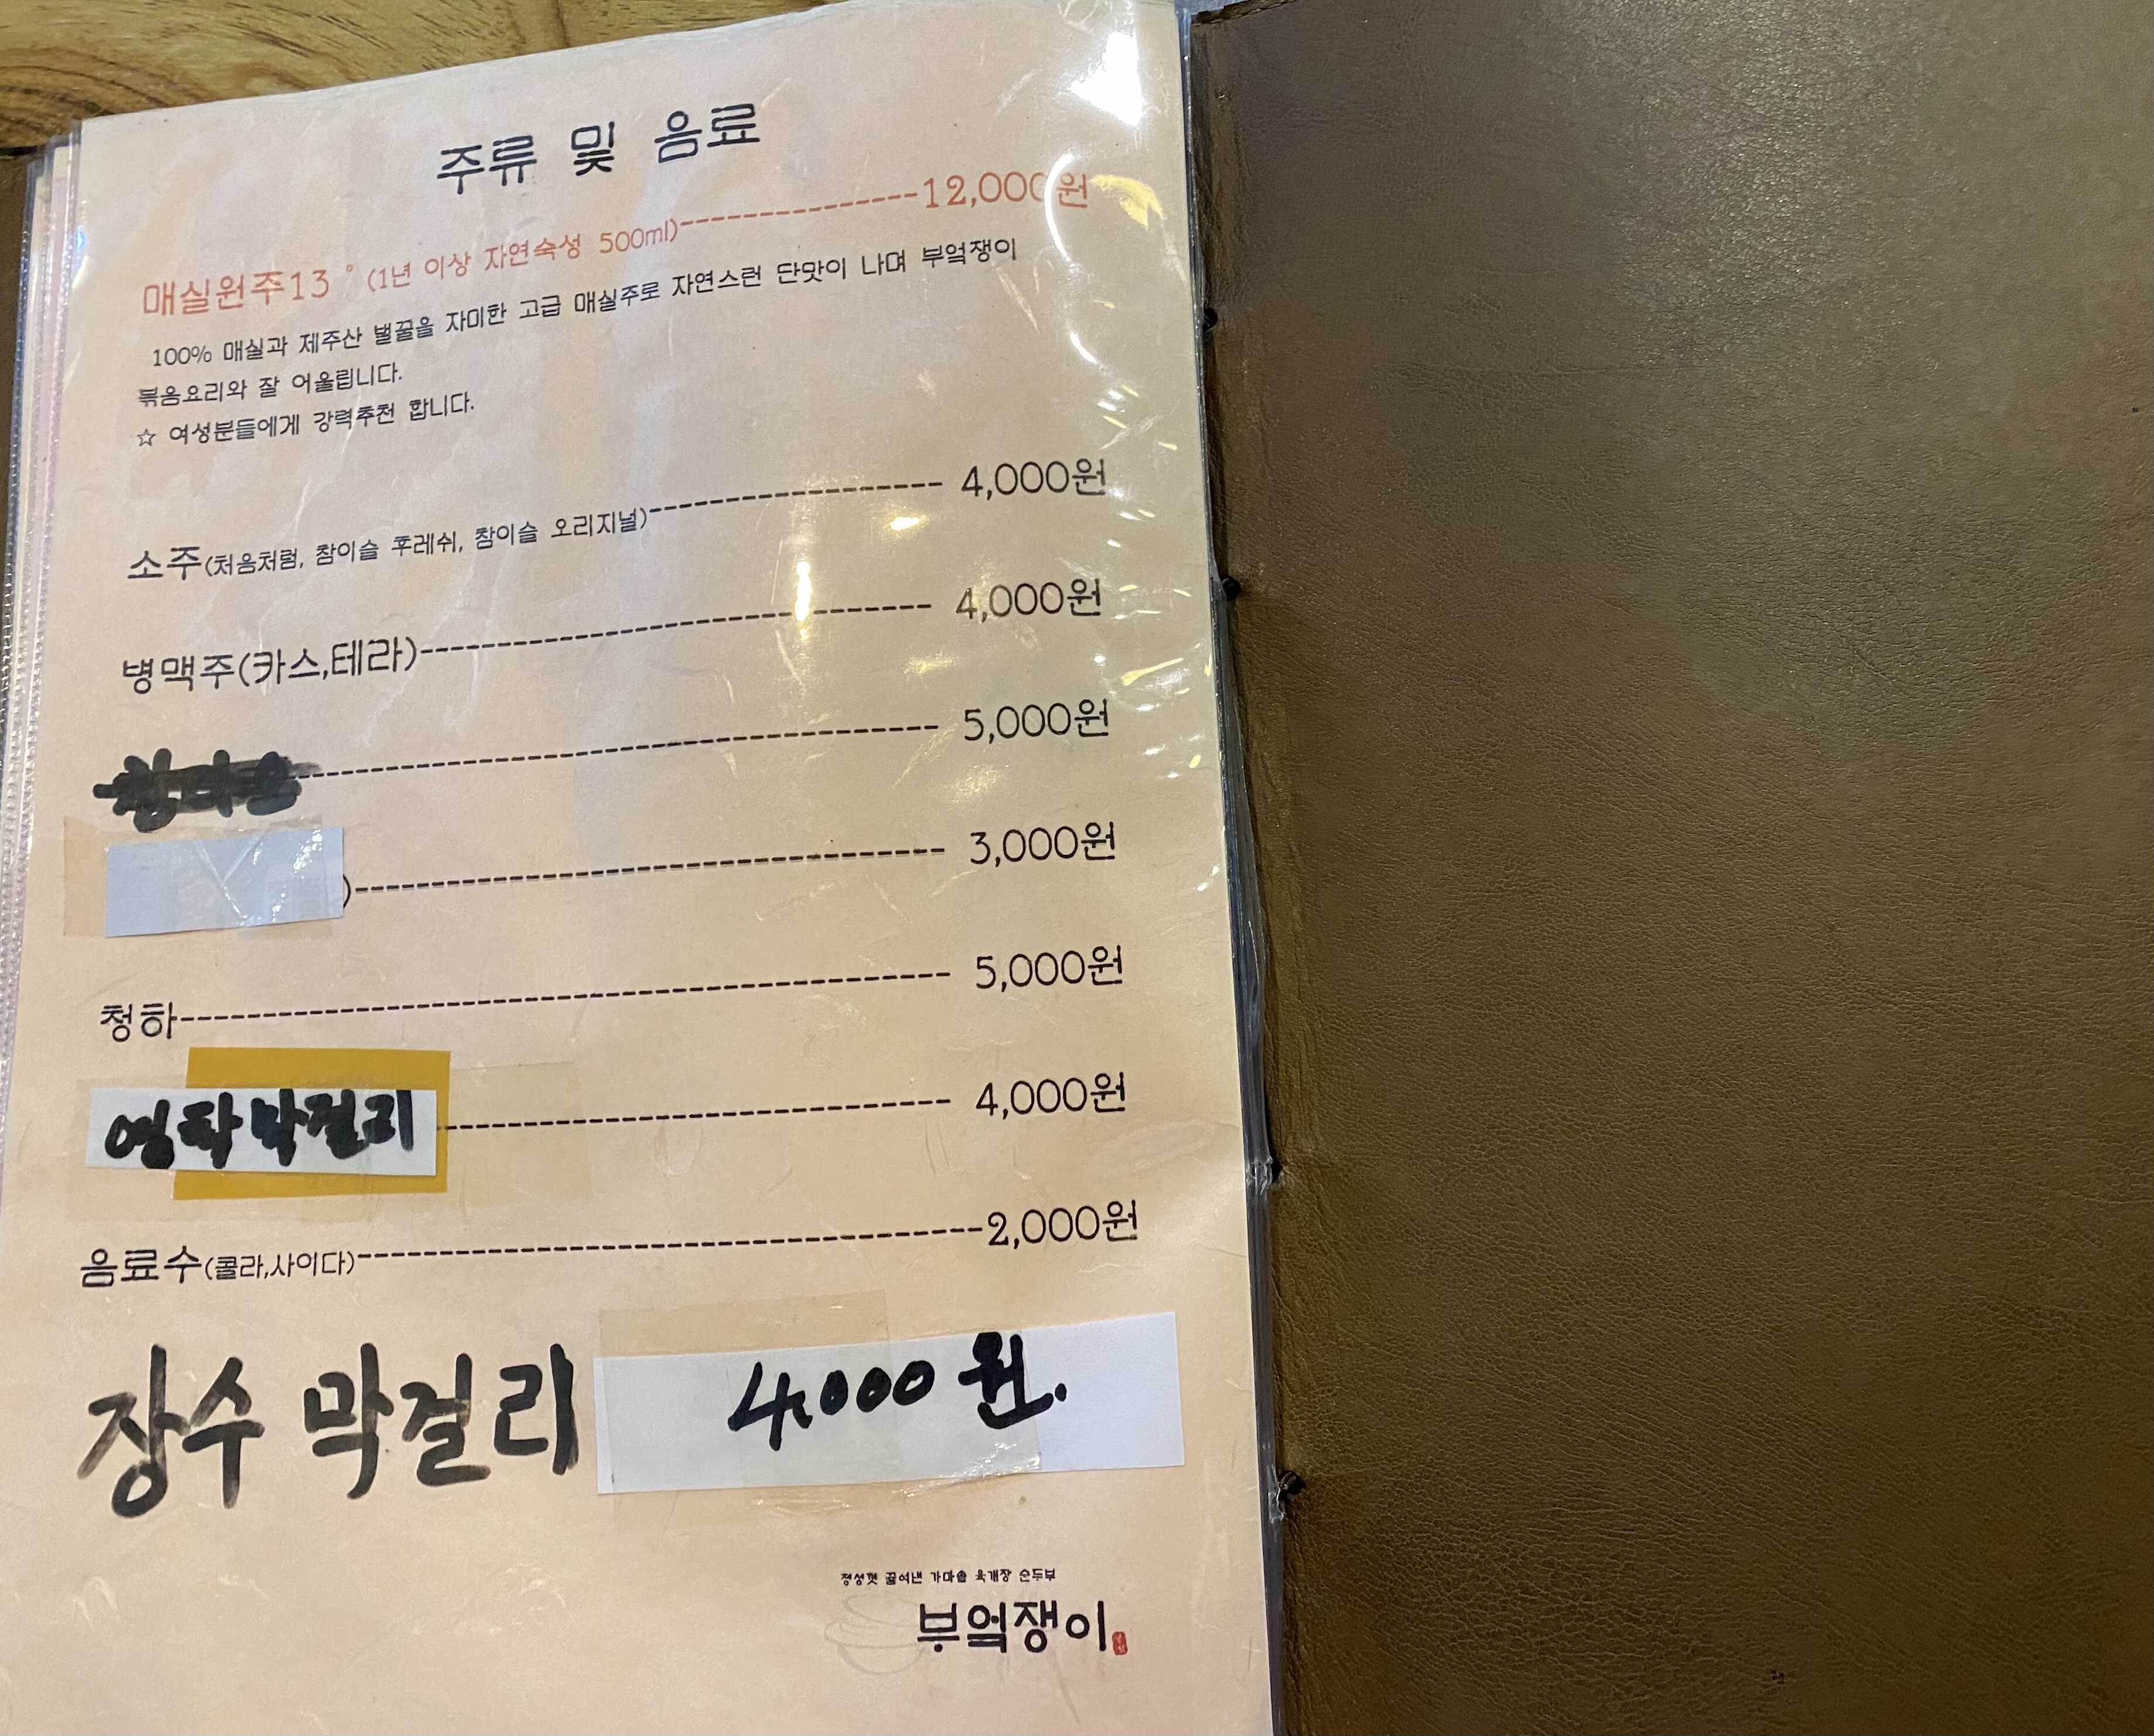 주류 및 음료
매실원주13° (1년 이상 자연숙성 500ml)---------------12,000원
100% 매실과 제주산 벌꿀을 자미한 고급 매실주로 자연스런 단맛이 나며 부엌쟁이
볶음요리와 잘 어울립니다.
☆ 여성분들에게 강력추천 합니다.
소주(처음처럼, 참이슬 후레쉬, 참이슬 오리지널)------------------- 4,000원
병맥주(카스,테라)-------------------------------- 4,000원
---------------------------------------- 5,000원
)------------------------------------ 3,000원
청하----------------------------------------------- 5,000원
영탁막걸리------------------------------- 4,000원
음료수(콜라,사이다)--------------------------------------2,000원
장수 막걸리 4.000원.
정성껏 끓여낸 가마솥 육개장 순두부
부엌쟁이